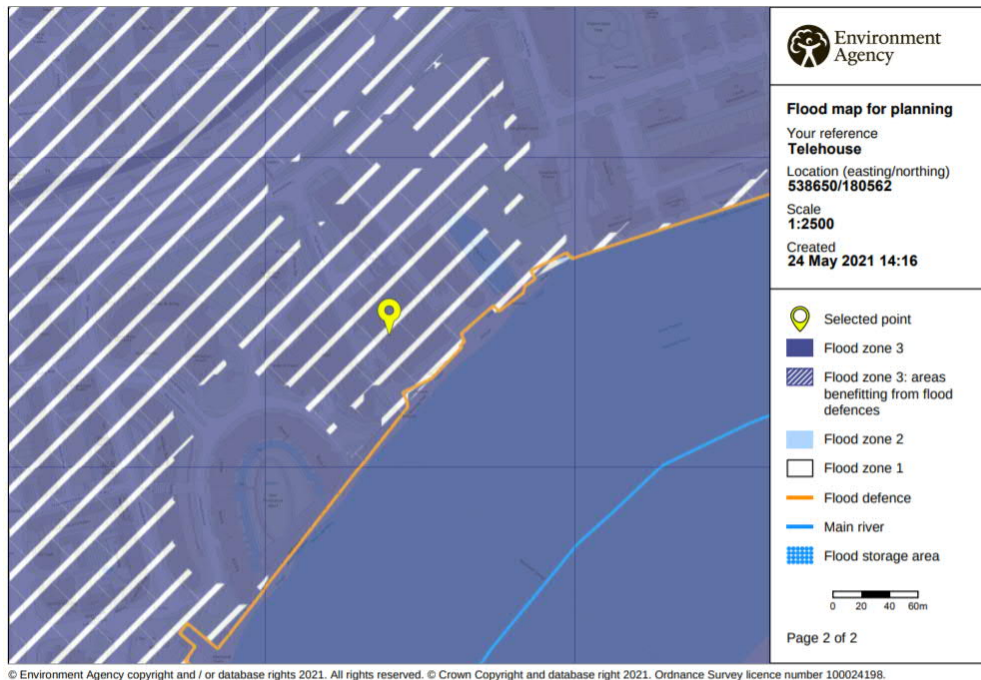 Environment
Agency
Flood map for planning
Your reference
Telehouse
Location (easting/northing)
538650/180562
Scale
1:2500
Created
24 May 2021 14:16
Selected point
Flood zone 3
Flood zone 3: areas
benefitting from flood
defences
Flood zone 2
Flood zone 1
Flood defence
Main river
Flood storage area
0 20 40 60m
Page 2 of 2
© Environment Agency copyright and / or database rights 2021. All rights reserved. © Crown Copyright and database right 2021. Ordnance Survey licence number 100024198.